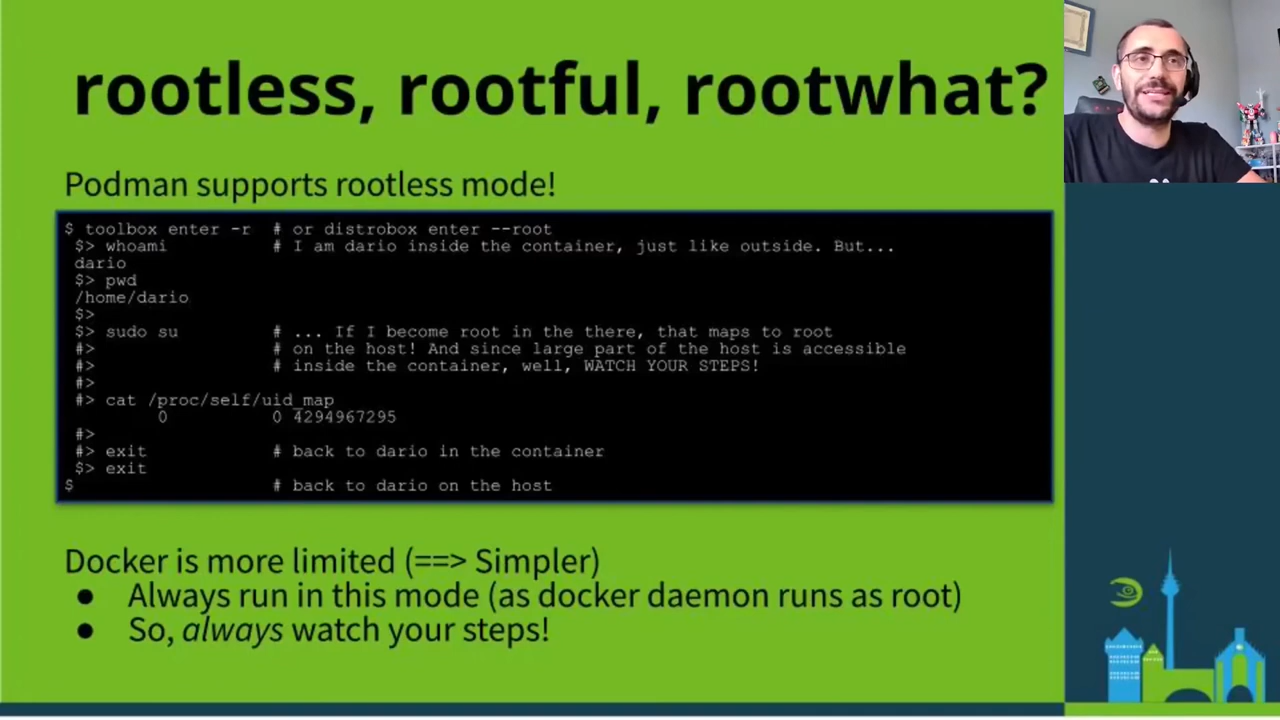 rootless, rootful, rootwhat?
Podman supports rootless mode!
$ toolbox enter -r  # or distrobox enter --root
$> whoami           # I am dario inside the container, just like outside. But...
dario
$> pwd
/home/dario
$>
$> sudo su          # ... If I become root in the there, that maps to root
#>                  # on the host! And since large part of the host is accessible
#>                  # inside the container, well, WATCH YOUR STEPS!
#>
#> cat /proc/self/uid_map
0          0 4294967295
#>
#> exit             # back to dario in the container
$> exit
$                   # back to dario on the host
Docker is more limited (==> Simpler)
● Always run in this mode (as docker daemon runs as root)
● So, always watch your steps!